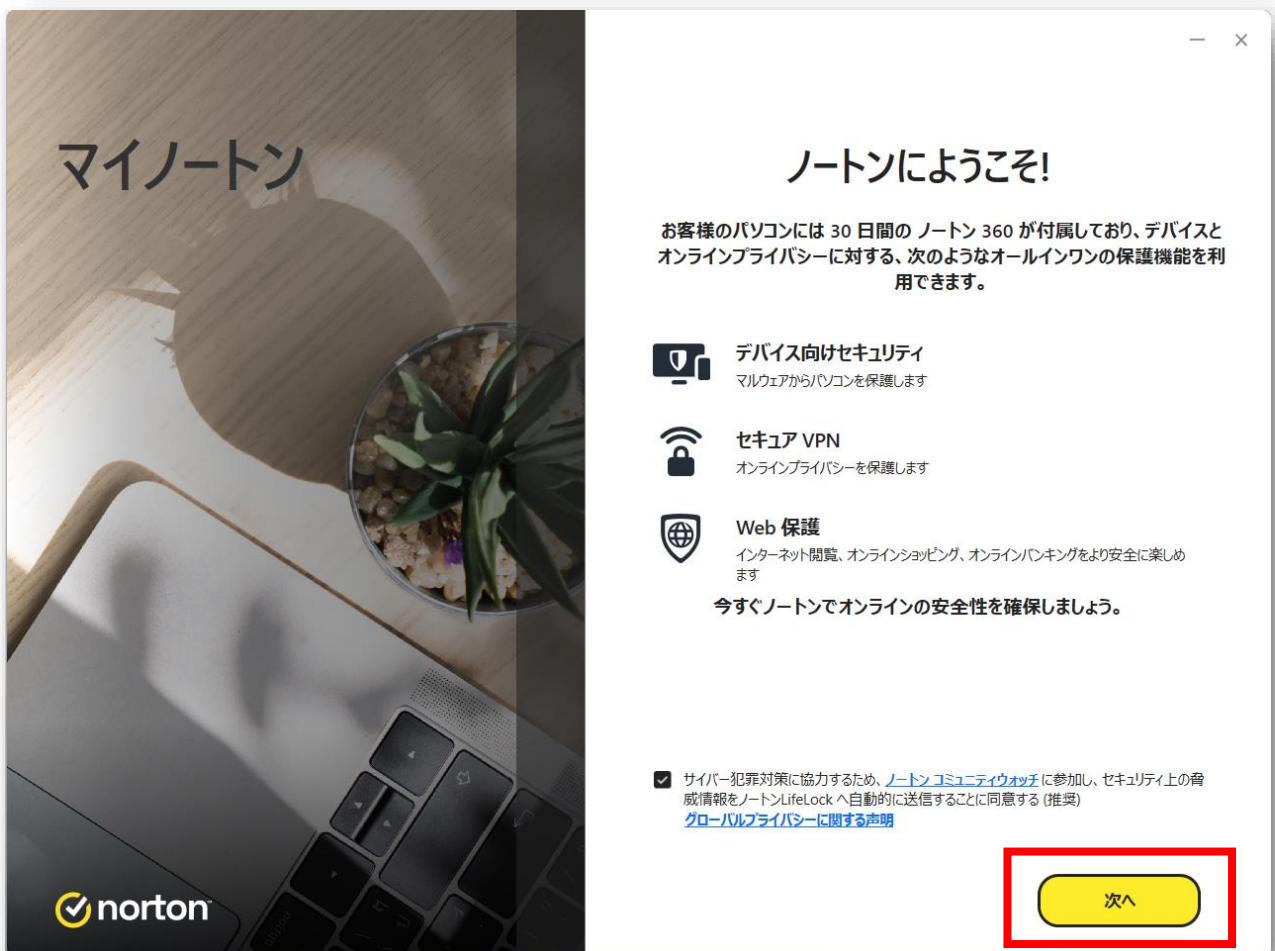 マイノートン
norton
ノートンにようこそ!
お客様のパソコンには 30 日間の ノートン 360 が付属しており、デバイスと
オンラインプライバシーに対する、次のようなオールインワンの保護機能を利
用できます。
デバイス向けセキュリティ
マルウェアからパソコンを保護します
セキュア VPN
オンラインプライバシーを保護します
Web 保護
インターネット閲覧、オンラインショッピング、オンラインバンキングをより安全に楽しめ
ます
今すぐノートンでオンラインの安全性を確保しましょう。
サイバー犯罪対策に協力するため、ノートン コミュニティウォッチ に参加し、セキュリティ上の脅
威情報をノートンLifeLock へ自動的に送信することに同意する (推奨)
グローバルプライバシーに関する声明
次へ